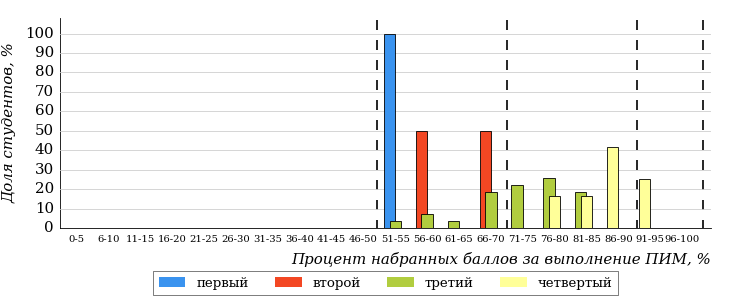 Доля студентов, %
100
90
80
70
60
50
40
30
20
10
0
0-5 6-10 11-15 16-20 21-25 26-30 31-35 36-40 41-45 46-50 51-55 56-60 61-65 66-70 71-75 76-80 81-85 86-90 91-95 96-100
Процент набранных баллов за выполнение ПИМ, %
первый второй третий четвертый